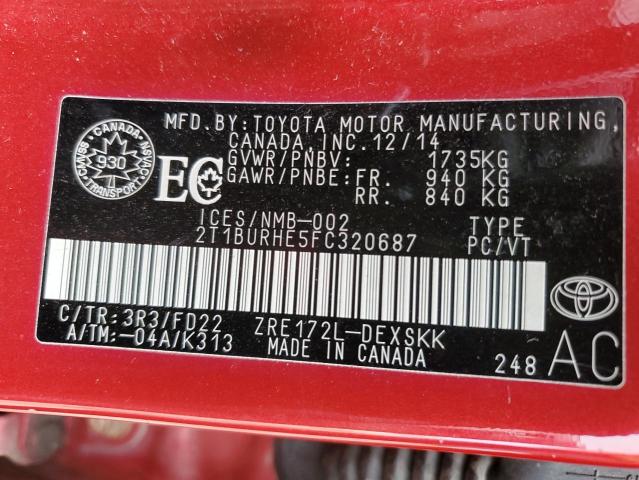 MFD. BY:TOYOTA MOTOR MANUFACTURING,
CANADA, INC. 12/14
GVWR/PNBV: 1735KG
GAWR/PNBE:FR. 940 KG
RR. 840 KG
CANADA
CMVSS NSVAC
930
TRANSPORT
EC
ICES/NMB-002 TYPE
2T1BURHE5FC320687 PC/VT
C/TR:3R3/FD22 ZRE172L-DEXSKK
A/TM:-04A/K313 MADE IN CANADA
248 AC